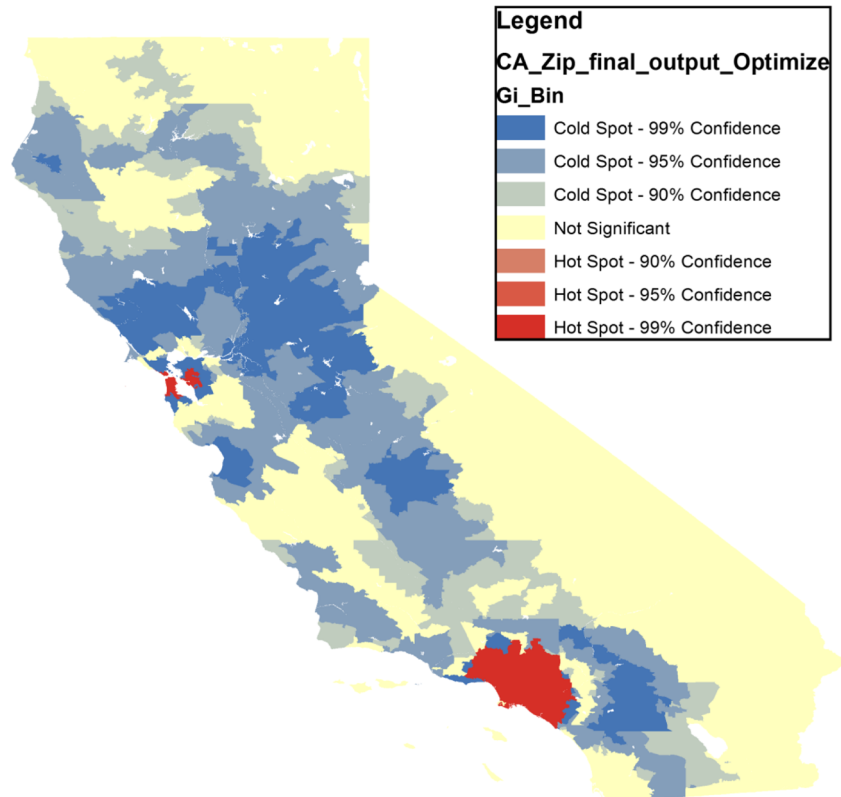 Legend
CA_Zip_final_output_Optimize
Gi_Bin
Cold Spot - 99% Confidence
Cold Spot - 95% Confidence
Cold Spot - 90% Confidence
Not Significant
Hot Spot - 90% Confidence
Hot Spot - 95% Confidence
Hot Spot - 99% Confidence